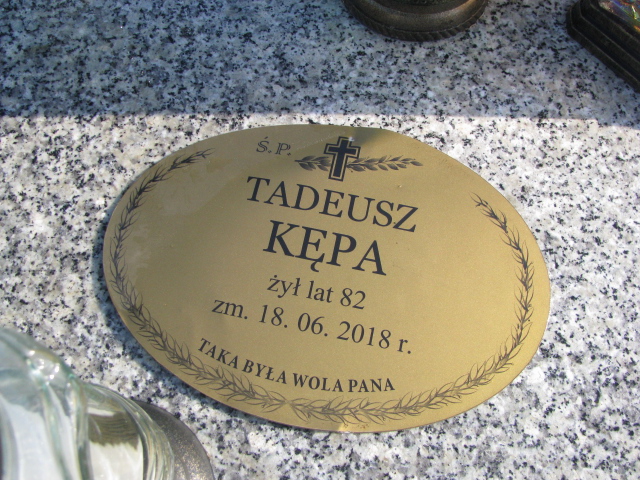 Ś. P.
TADEUSZ
KĘPA
żył lat 82
zm. 18. 06. 2018 r.
TAKA BYŁA WOLA PANA